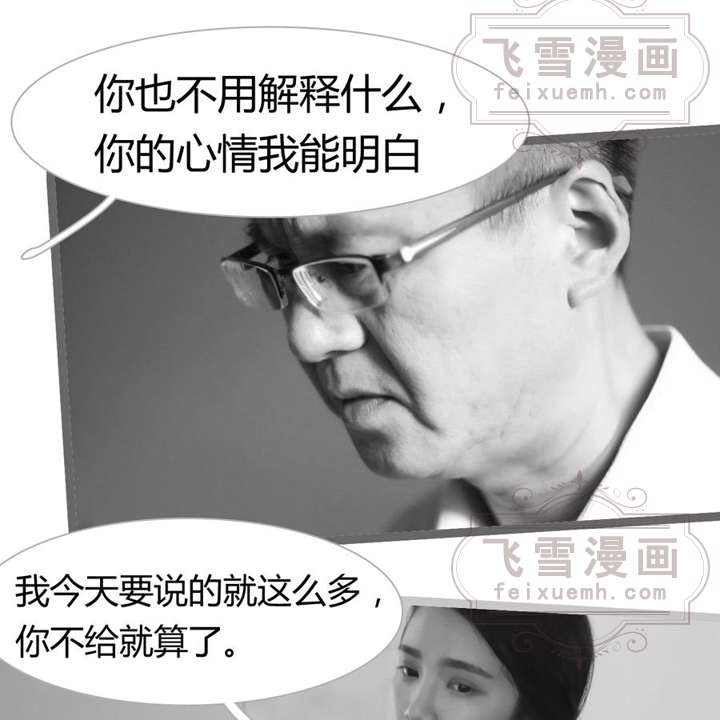 飞雪漫画
feixuemh.com
你也不用解释什么，
你的心情我能明白
飞雪漫画
feixuemh.com
我今天要说的就这么多，
你不给就算了。